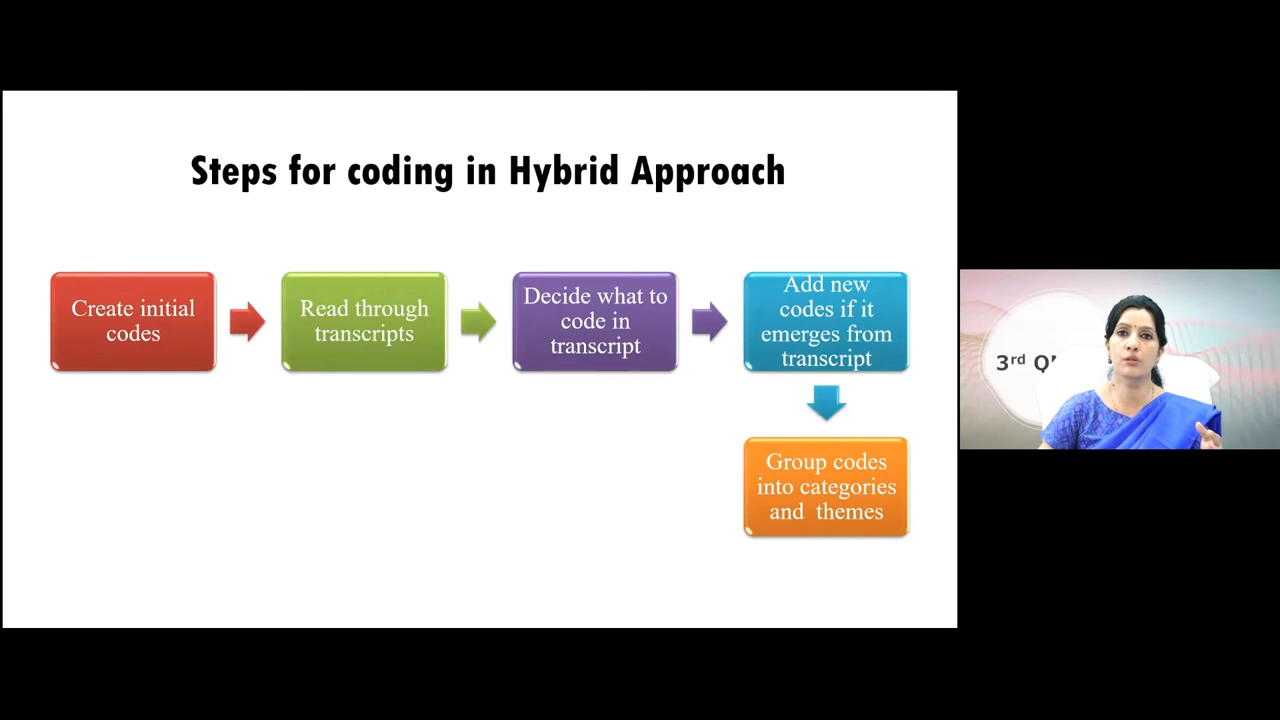 Steps for coding in Hybrid Approach
Create initial
codes
Read through
transcripts
Decide what to
code in
transcript
Add new
codes if it
emerges from
transcript
Group codes
into categories
and themes
3rd